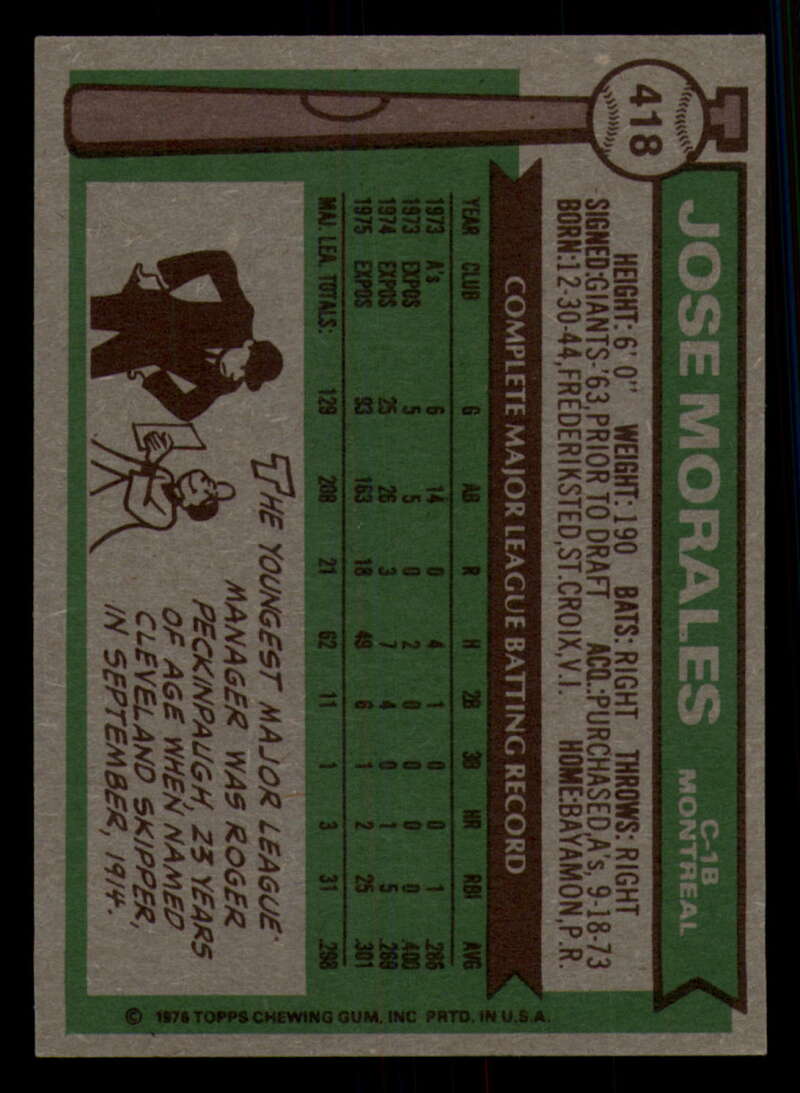 418
JOSE MORALES
C-1B
MONTREAL
HEIGHT: 6' 0" WEIGHT: 190 BATS: RIGHT THROWS: RIGHT
SIGNED: GIANTS-'63, PRIOR TO DRAFT ACQ.: PURCHASED A's, 9-18-73
BORN: 12-30-44, FREDERIKSTED, ST. CROIX, V.I. HOME: BAYAMON, P.R.
COMPLETE MAJOR LEAGUE BATTING RECORD
YEAR CLUB G AB R H 2B 3B HR RBI AVG
1973 A's 6 14 0 4 1 0 0 1 .286
1973 EXPOS 5 5 0 2 0 0 0 0 .400
1974 EXPOS 25 26 3 7 4 0 1 5 .269
1975 EXPOS 93 163 18 49 6 1 2 25 .301
MAJ. LEA. TOTALS: 129 208 21 62 11 1 3 31 .298
THE YOUNGEST MAJOR LEAGUE
MANAGER WAS ROGER
PECKINPAUGH, 23 YEARS
OF AGE WHEN NAMED
CLEVELAND SKIPPER,
IN SEPTEMBER, 1914.
© 1976 TOPPS CHEWING GUM, INC PRTD. IN U.S.A.